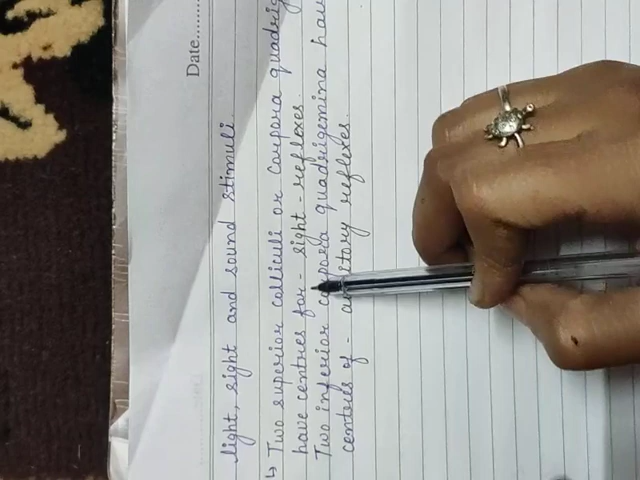 Date........
light, sight and sound stimuli
↳ Two superior colliculi or corpora quadrig
have centres for - sight - reflexes.
Two inferior corpora quadrigemina hav
centres of - auditory reflexes.